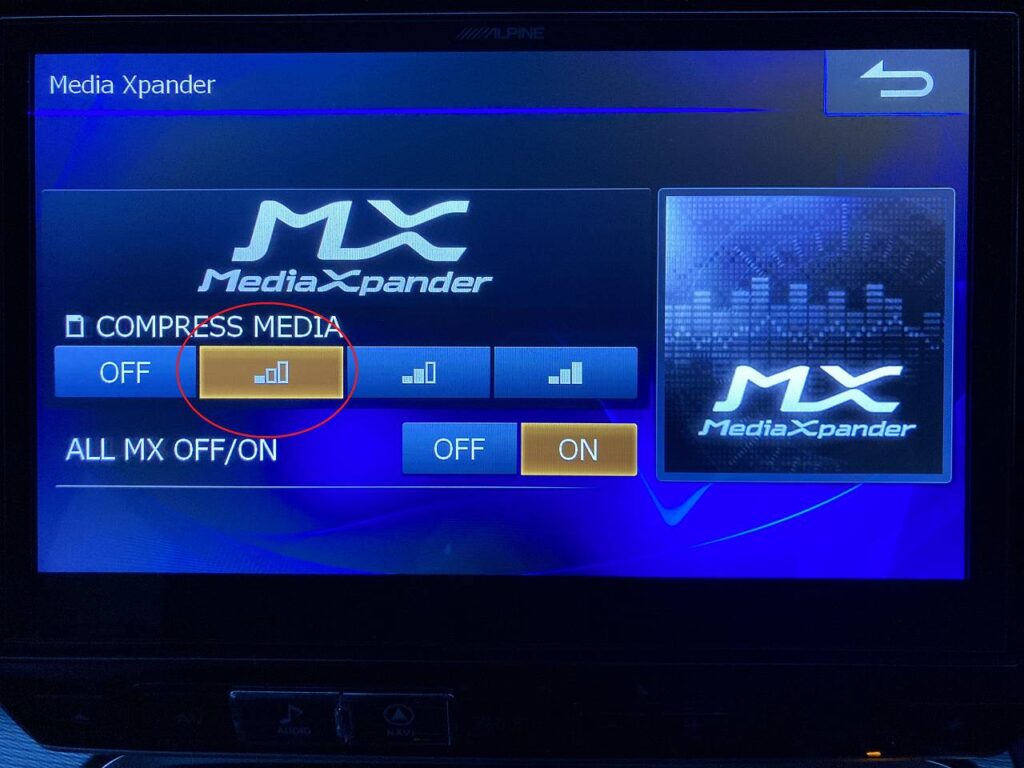 ALPINE
Media Xpander
MX
MediaXpander
COMPRESS MEDIA
OFF
ALL MX OFF/ON
OFF ON
MX
MediaXpander
AUDIO NAVI